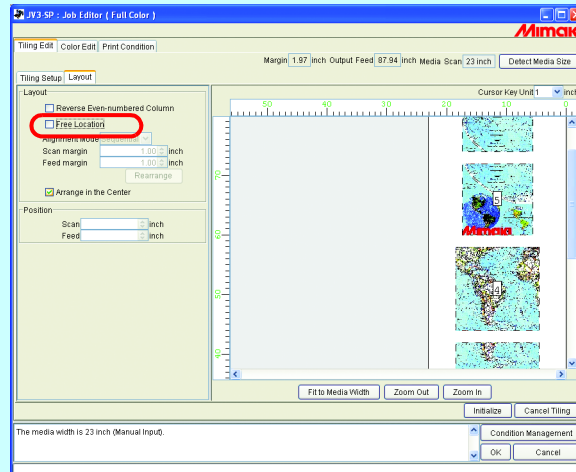 JV3-SP : Job Editor ( Full Color )
Mimaki
Tiling Edit Color Edit Print Condition
Margin 1.97 inch Output Feed 87.94 inch Media Scan 23 inch Detect Media Size
Tiling Setup Layout
Layout
Cursor Key Unit 1 inch
Reverse Even-numbered Column
50 40 30 20 10 0
Free Location
Alignment Mode Sequential
Scan margin 1.00 inch
Feed margin 1.00 inch
Rearrange
70
Arrange in the Center
5
Position
Scan inch
Feed inch
60
Mimaki
4
50
40
Fit to Media Width Zoom Out Zoom In
Initialize Cancel Tiling
The media width is 23 inch (Manual Input).
Condition Management
OK Cancel